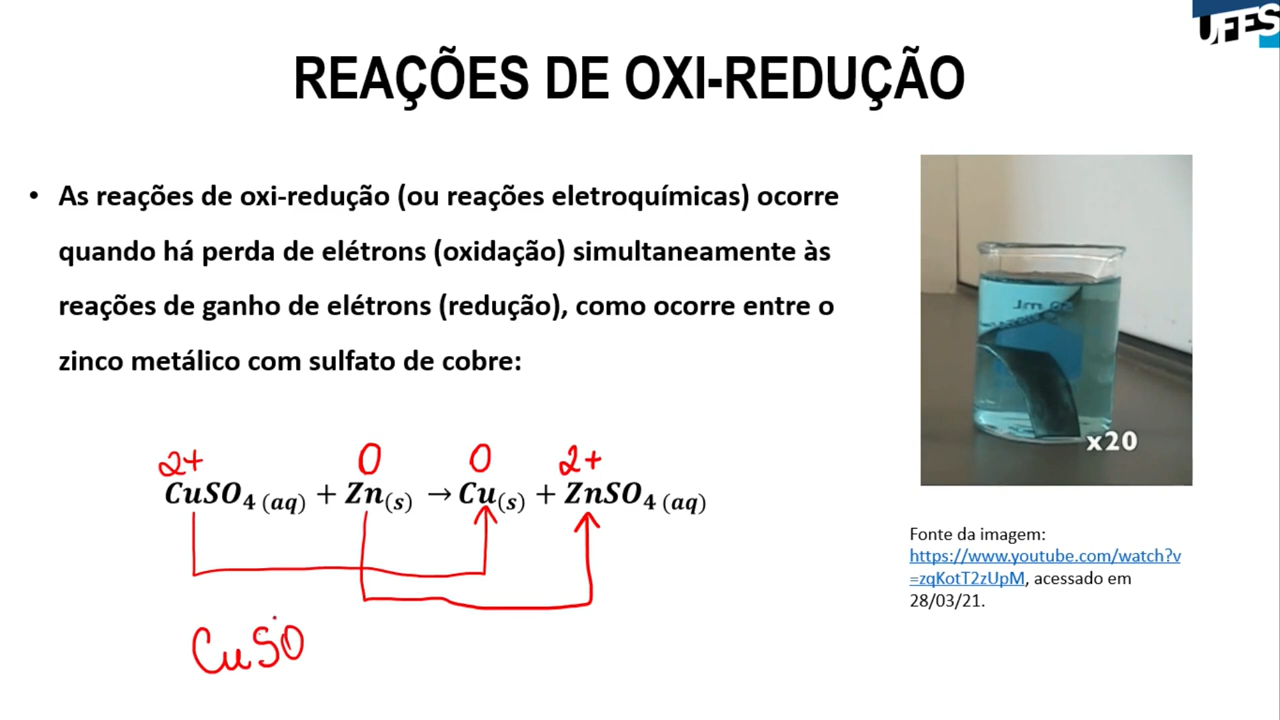 UFES
REAÇÕES DE OXI-REDUÇÃO
• As reações de oxi-redução (ou reações eletroquímicas) ocorre
quando há perda de elétrons (oxidação) simultaneamente às
reações de ganho de elétrons (redução), como ocorre entre o
zinco metálico com sulfato de cobre:
x20
2+ 0 0 2+
CuSO₄ (aq) + Zn(s) → Cu(s) + ZnSO₄ (aq)
CuSO
Fonte da imagem:
https://www.youtube.com/watch?v
=zqKotT2zUpM, acessado em
28/03/21.